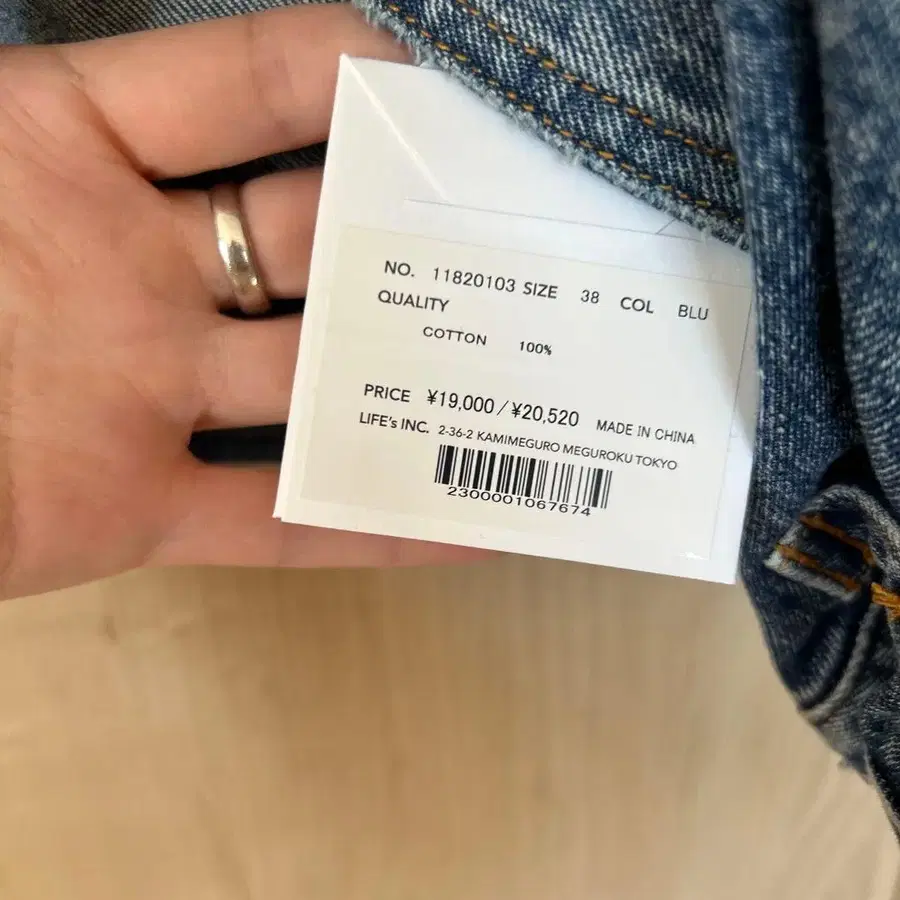 NO. 11820103 SIZE 38 COL BLU
QUALITY
COTTON 100%
PRICE ¥19,000/¥20,520 MADE IN CHINA
LIFE's INC. 2-36-2 KAMIMEGURO MEGUROKU TOKYO
2300001067674